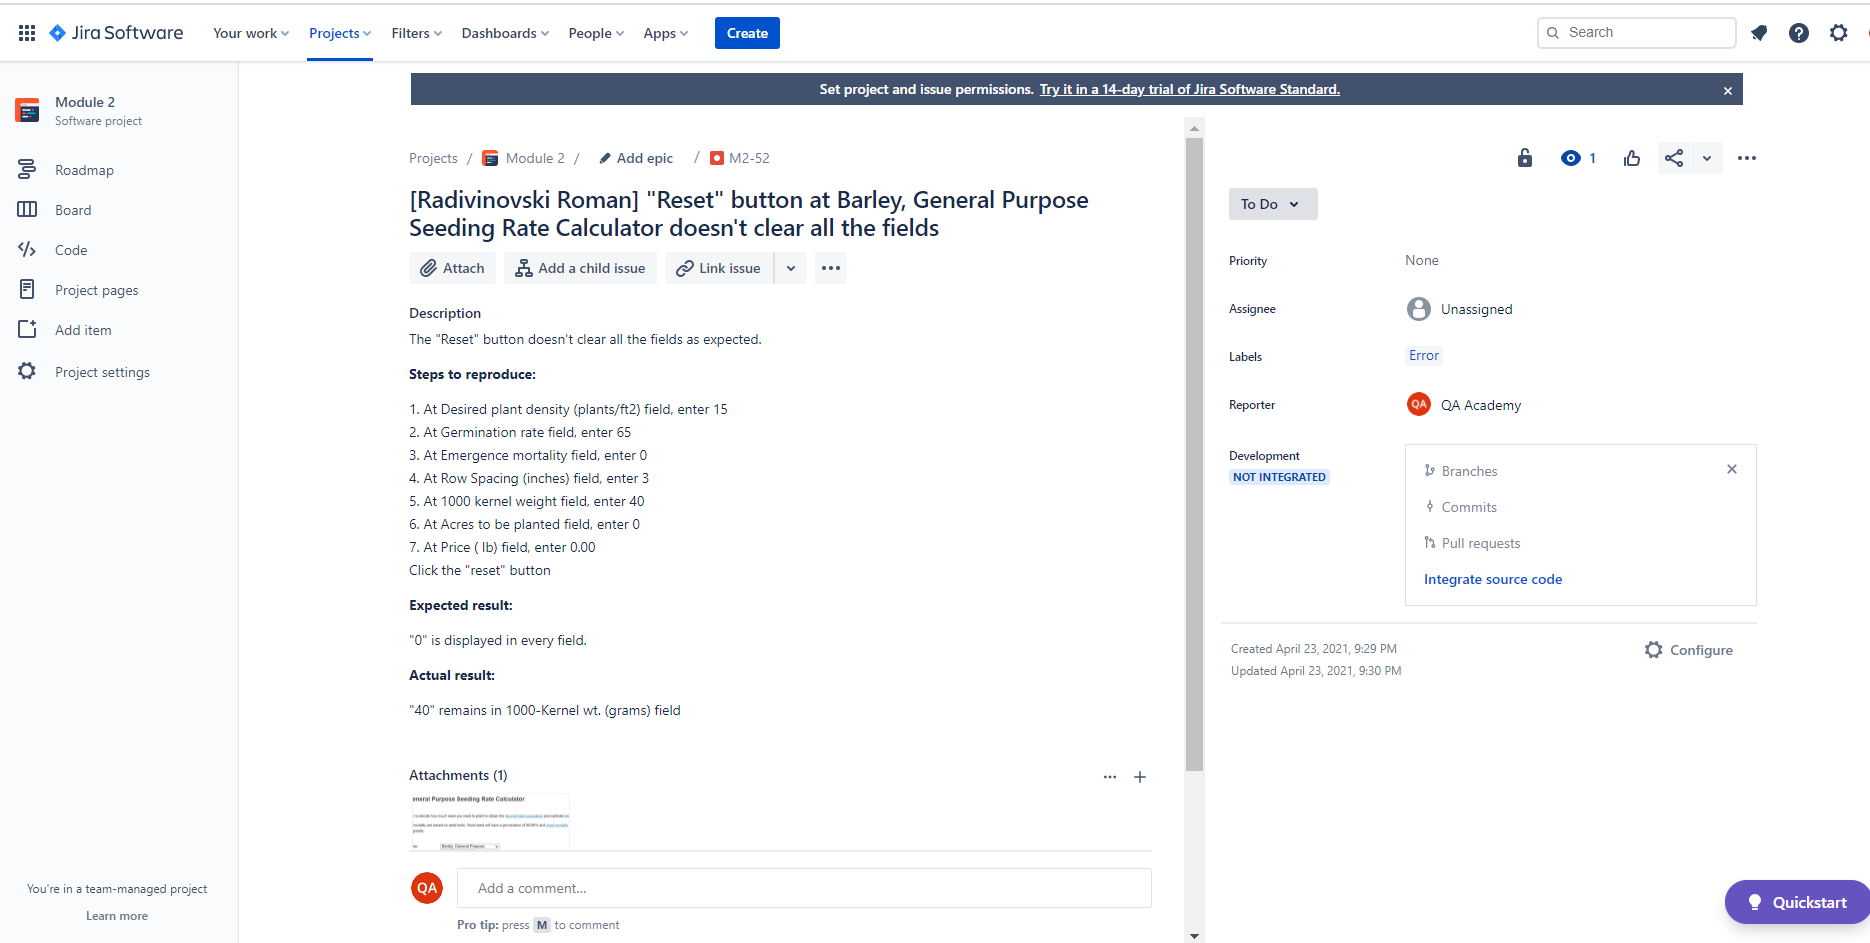 Jira Software
Your work
Projects
Filters
Dashboards
People
Apps
Create
Search
Module 2
Software project
Roadmap
Board
Code
Project pages
Add item
Project settings
You're in a team-managed project
Learn more
Set project and issue permissions. Try it in a 14-day trial of Jira Software Standard.
Projects / Module 2 / Add epic / M2-52
[Radivinovski Roman] "Reset" button at Barley, General Purpose
Seeding Rate Calculator doesn't clear all the fields
Attach
Add a child issue
Link issue
Description
The "Reset" button doesn't clear all the fields as expected.
Steps to reproduce:
1. At Desired plant density (plants/ft2) field, enter 15
2. At Germination rate field, enter 65
3. At Emergence mortality field, enter 0
4. At Row Spacing (inches) field, enter 3
5. At 1000 kernel weight field, enter 40
6. At Acres to be planted field, enter 0
7. At Price ( lb) field, enter 0.00
Click the "reset" button
Expected result:
"0" is displayed in every field.
Actual result:
"40" remains in 1000-Kernel wt. (grams) field
Attachments (1)
eneral Purpose Seeding Rate Calculator
Barley, General Purpose
QA
Add a comment...
Pro tip: press M to comment
1
To Do
Priority
None
Assignee
Unassigned
Labels
Error
Reporter
QA
QA Academy
Development
NOT INTEGRATED
Branches
Commits
Pull requests
Integrate source code
Created April 23, 2021, 9:29 PM
Updated April 23, 2021, 9:30 PM
Configure
Quickstart